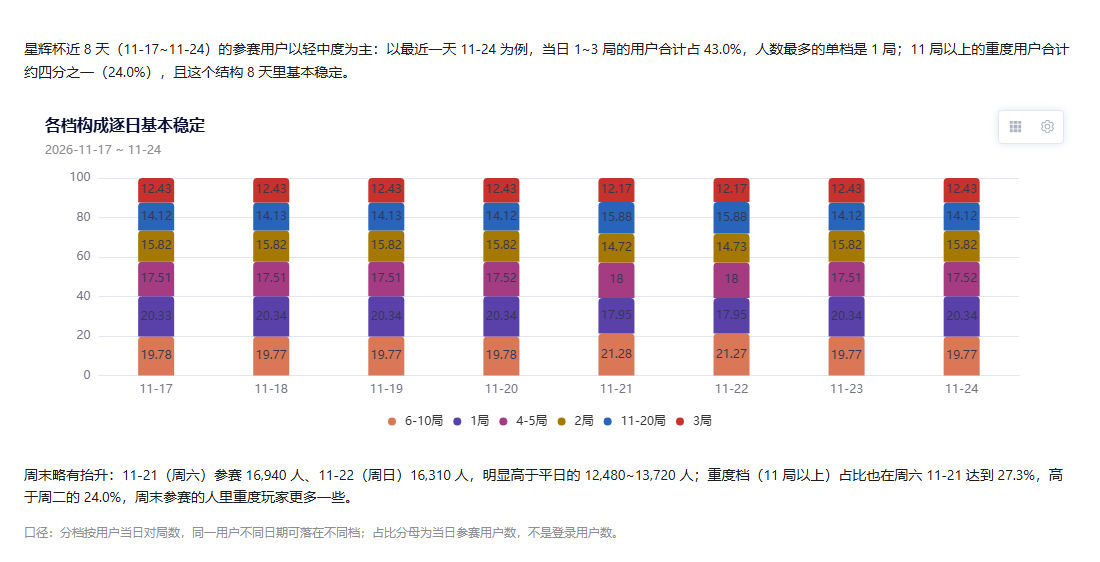 星辉杯近 8 天（11-17~11-24）的参赛用户以轻中度为主：以最近一天 11-24 为例，当日 1~3 局的用户合计占 43.0%，人数最多的单档是 1 局；11 局以上的重度用户合计
约四分之一（24.0%），且这个结构 8 天里基本稳定。
各档构成逐日基本稳定
2026-11-17 ~ 11-24
100
12.43 12.43 12.43 12.43 12.17 12.17 12.43 12.43
80
14.12 14.13 14.13 14.12 15.88 15.88 14.12 14.12
15.82 15.82 15.82 15.82 14.72 14.73 15.82 15.82
60
17.51 17.51 17.51 17.52 18 18 17.51 17.52
40
20.33 20.34 20.34 20.34 17.95 17.95 20.34 20.34
20
19.78 19.77 19.77 19.78 21.28 21.27 19.77 19.77
0
11-17 11-18 11-19 11-20 11-21 11-22 11-23 11-24
6-10局 1局 4-5局 2局 11-20局 3局
周末略有抬升：11-21（周六）参赛 16,940 人、11-22（周日）16,310 人，明显高于平日的 12,480~13,720 人；重度档（11 局以上）占比也在周六 11-21 达到 27.3%，高
于周二的 24.0%，周末参赛的人里重度玩家更多一些。
口径：分档按用户当日对局数，同一用户不同日期可落在不同档；占比分母为当日参赛用户数，不是登录用户数。